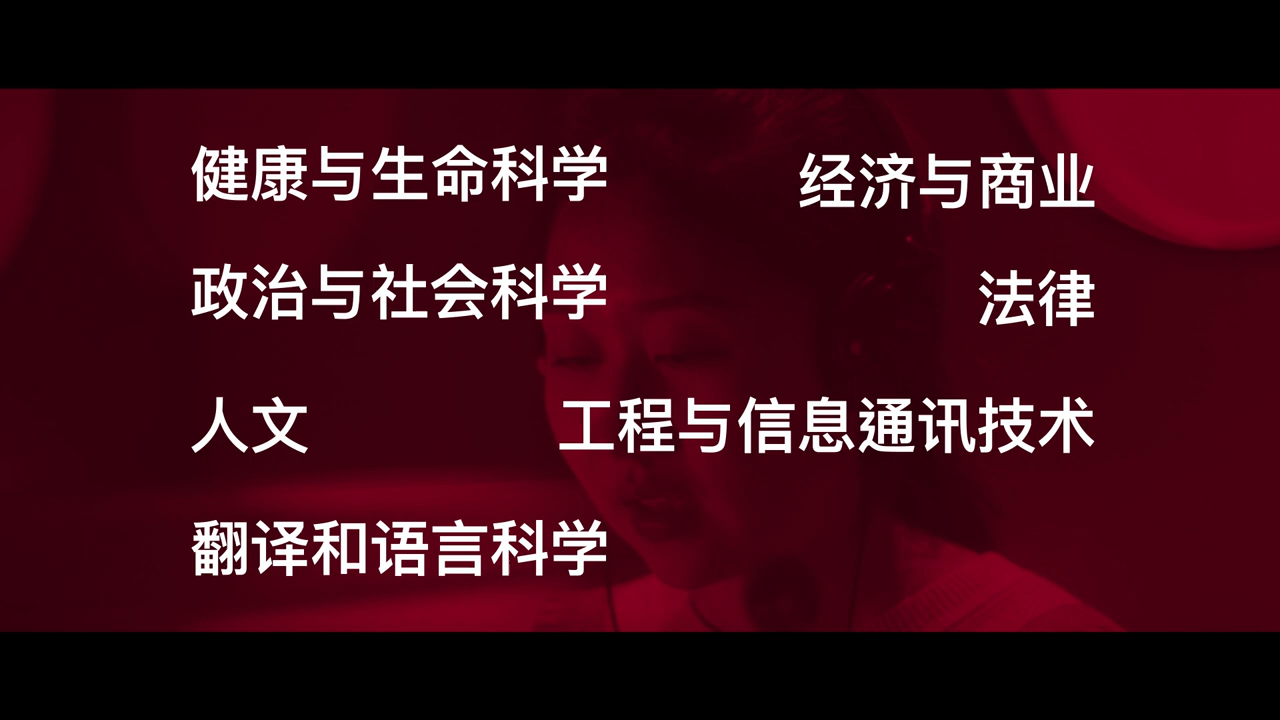 健康与生命科学
经济与商业
政治与社会科学
法律
人文
工程与信息通讯技术
翻译和语言科学